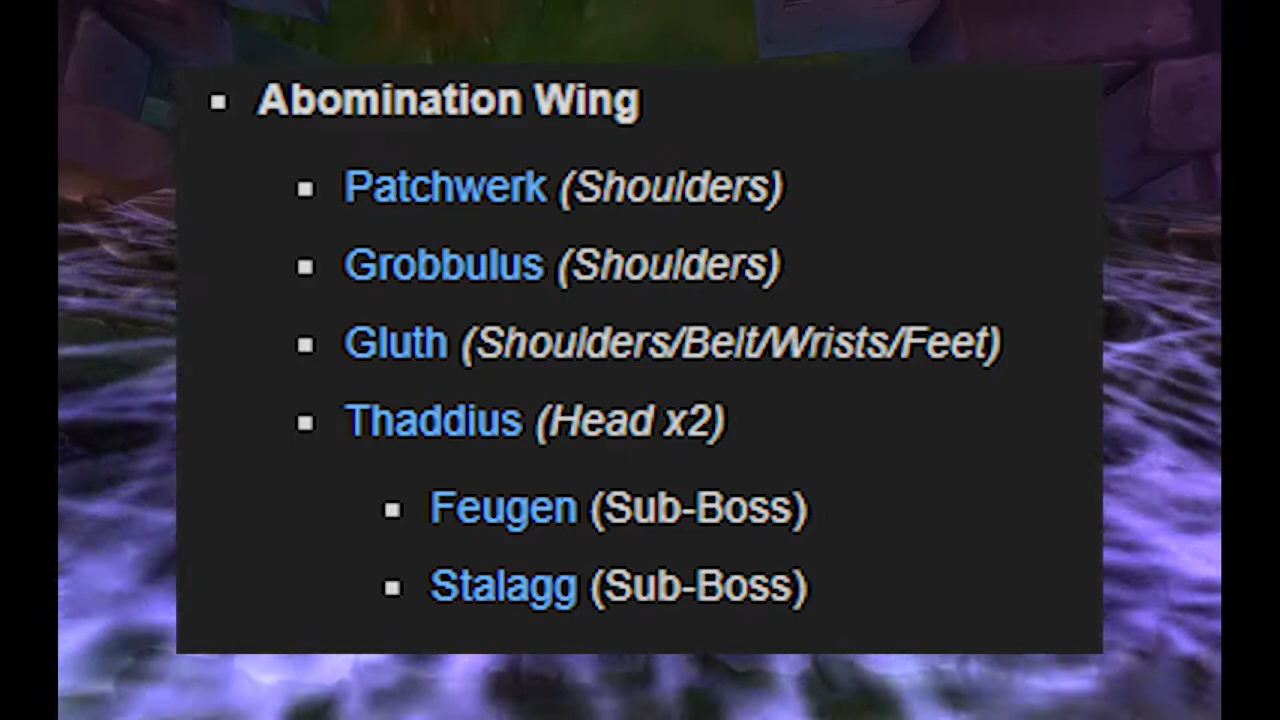 Abomination Wing
Patchwerk (Shoulders)
Grobbulus (Shoulders)
Gluth (Shoulders/Belt/Wrists/Feet)
Thaddius (Head x2)
Feugen (Sub-Boss)
Stalagg (Sub-Boss)